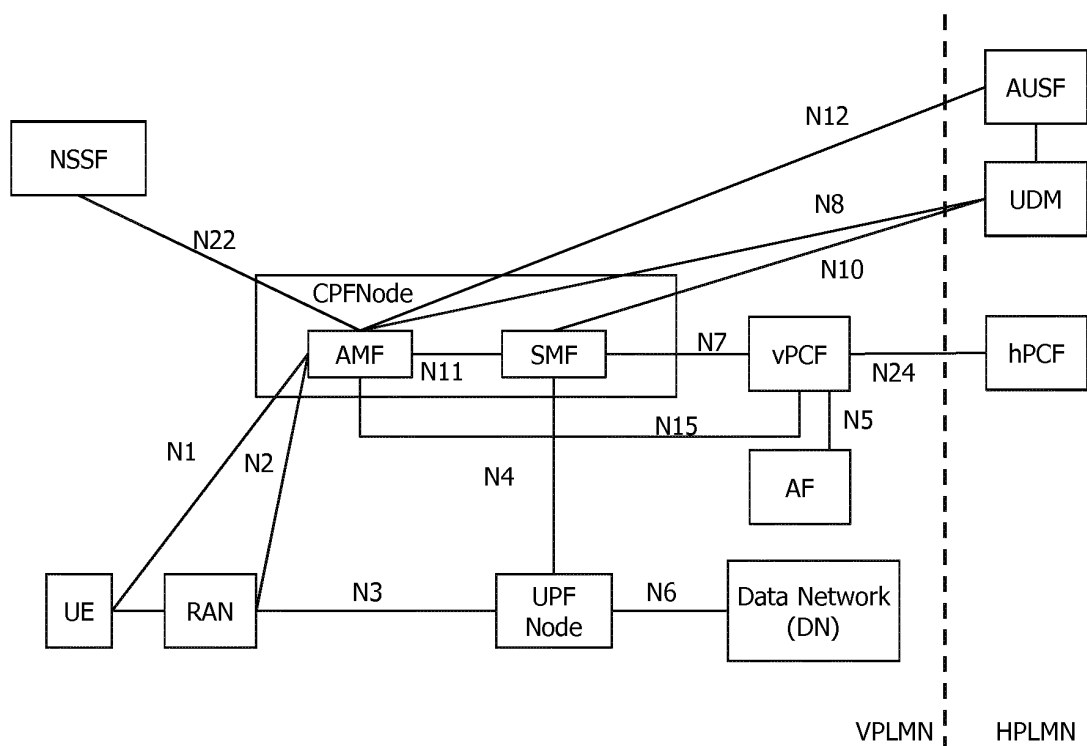 AUSF
N12
NSSF
UDM
N8
N22
N10
CPFNode
AMF
SMF
N7
vPCF
hPCF
N11
N24
N15
N5
N1
N2
N4
AF
UE
RAN
N3
UPF
Node
N6
Data Network
(DN)
VPLMN
HPLMN